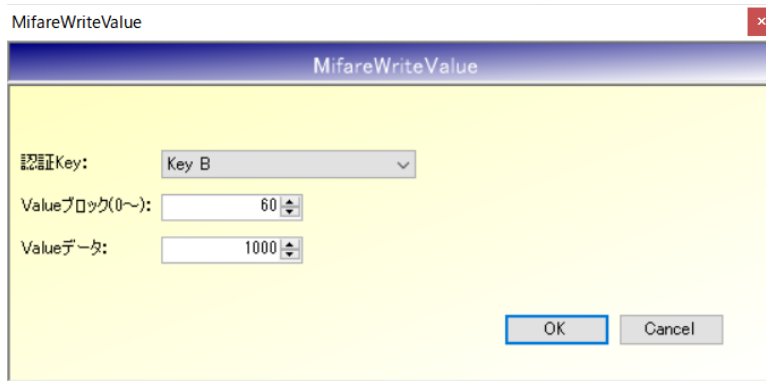 MifareWriteValue
MifareWriteValue
認証Key: Key B
Valueブロック(0～): 60
Valueデータ: 1000
OK Cancel